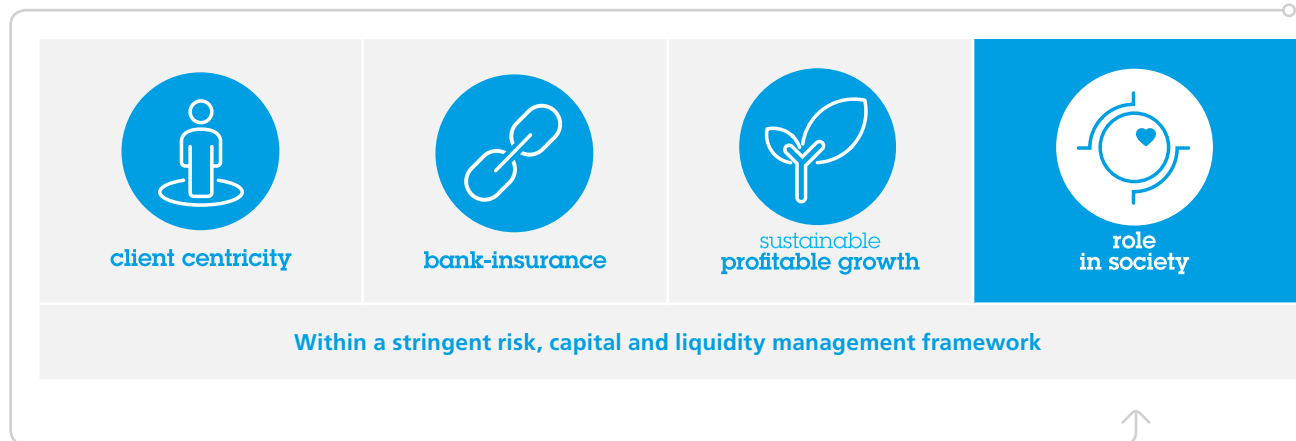 client centricity
bank-insurance
sustainable
profitable growth
role
in society
Within a stringent risk, capital and liquidity management framework